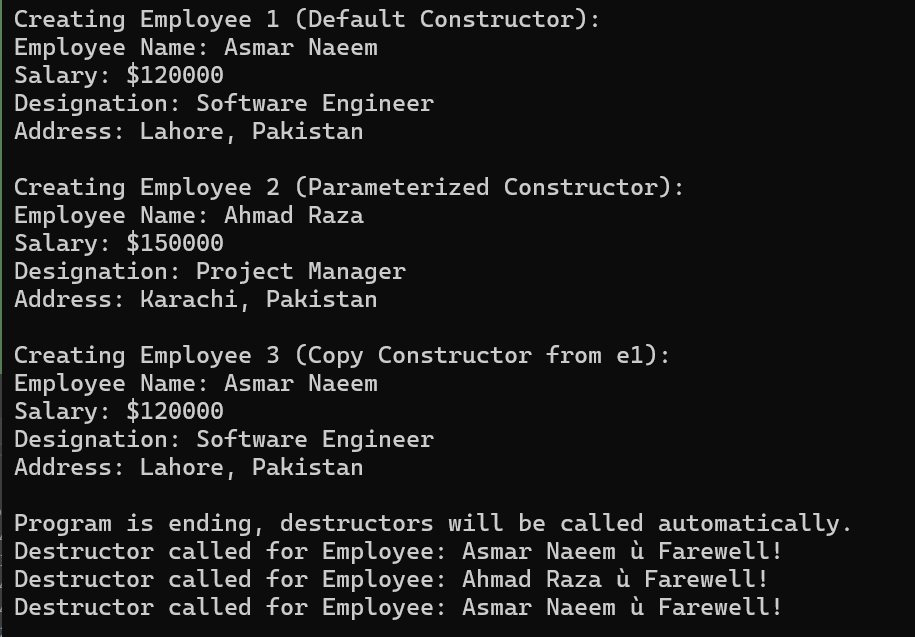 Creating Employee 1 (Default Constructor):
Employee Name: Asmar Naeem
Salary: $120000
Designation: Software Engineer
Address: Lahore, Pakistan
Creating Employee 2 (Parameterized Constructor):
Employee Name: Ahmad Raza
Salary: $150000
Designation: Project Manager
Address: Karachi, Pakistan
Creating Employee 3 (Copy Constructor from e1):
Employee Name: Asmar Naeem
Salary: $120000
Designation: Software Engineer
Address: Lahore, Pakistan
Program is ending, destructors will be called automatically.
Destructor called for Employee: Asmar Naeem ù Farewell!
Destructor called for Employee: Ahmad Raza ù Farewell!
Destructor called for Employee: Asmar Naeem ù Farewell!